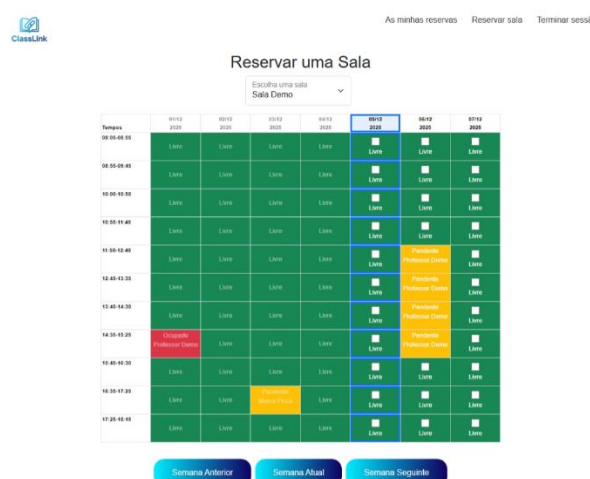 ClassLink
As minhas reservas Reservar sala Terminar sessã
Reservar uma Sala
Escolha uma sala
Sala Demo
Tempos 01/12 2025 02/12 2025 03/12 2025 04/12 2025 05/12 2025 06/12 2025 07/12 2025
08:05-08:55 Livre Livre Livre Livre Livre Livre Livre
08:55-09:45 Livre Livre Livre Livre Livre Livre Livre
10:00-10:50 Livre Livre Livre Livre Livre Livre Livre
10:55-11:45 Livre Livre Livre Livre Livre Livre Livre
11:50-12:40 Livre Livre Livre Livre Livre Pendente Professor Demo Livre
12:45-13:35 Livre Livre Livre Livre Livre Pendente Professor Demo Livre
13:40-14:30 Livre Livre Livre Livre Livre Pendente Professor Demo Livre
14:35-15:25 Ocupado Professor Demo Livre Livre Livre Livre Pendente Professor Demo Livre
15:40-16:30 Livre Livre Livre Livre Livre Livre Livre
16:35-17:25 Livre Livre Pendente Livre Livre Livre Livre
17:25-18:15 Livre Livre Livre Livre Livre Livre Livre
Semana Anterior Semana Atual Semana Seguinte